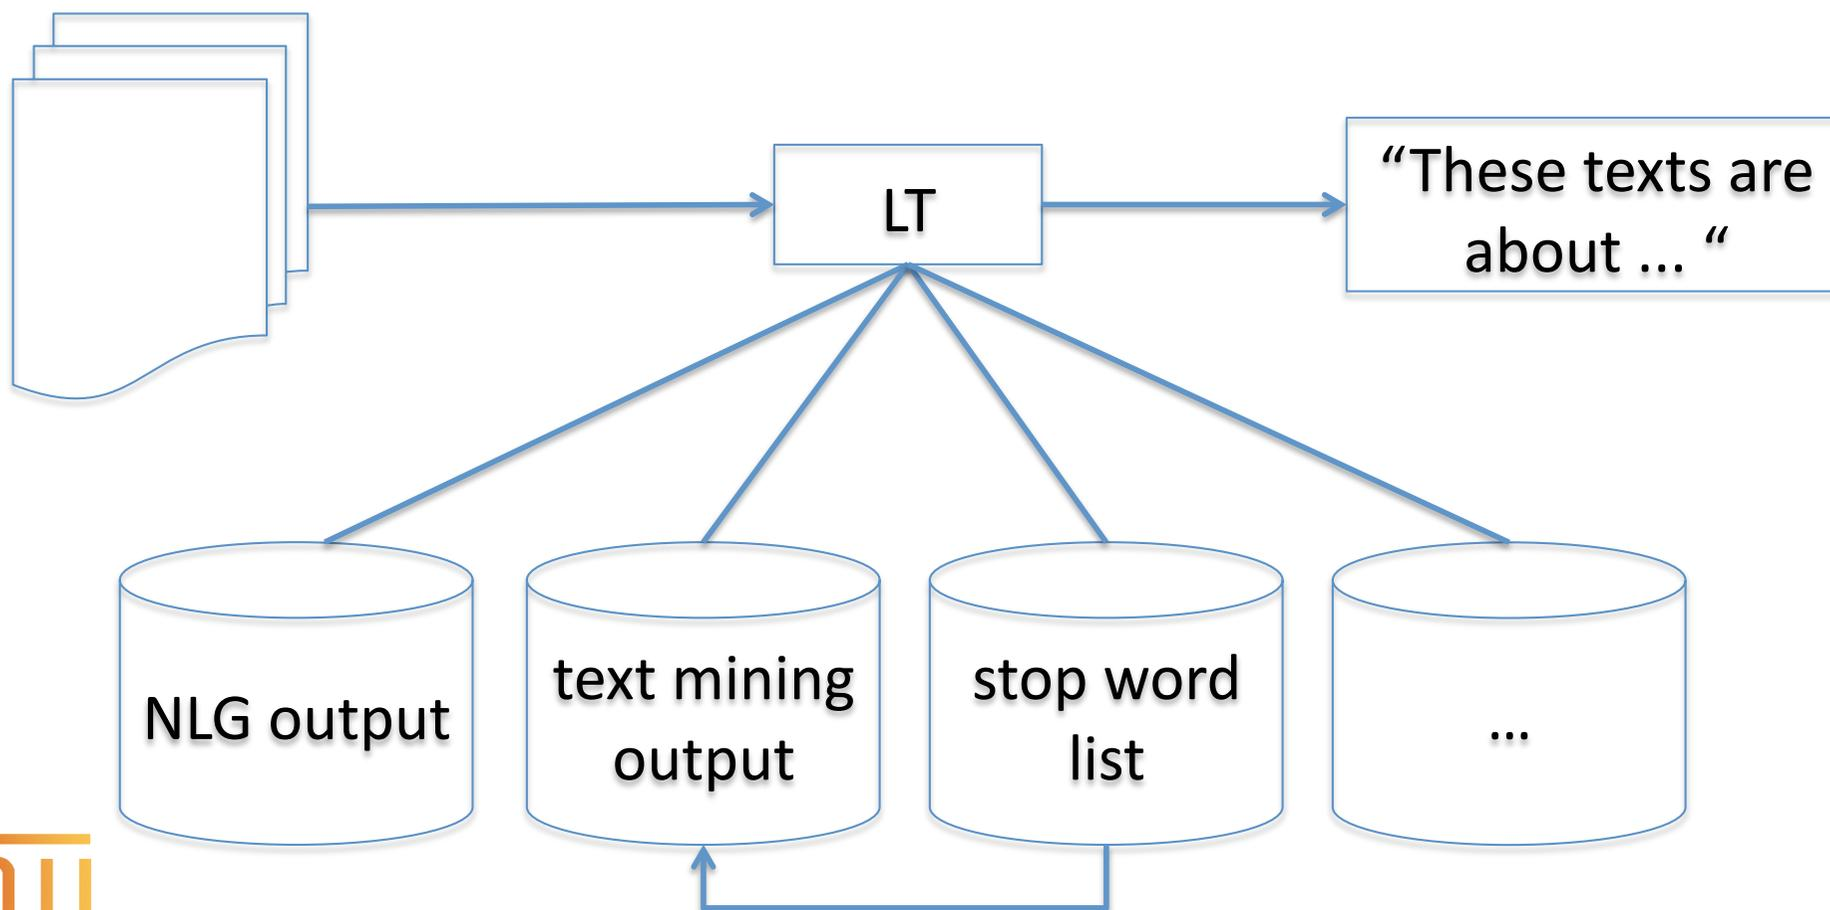 LT
“These texts are
about ... “
NLG output
text mining
output
stop word
list
...